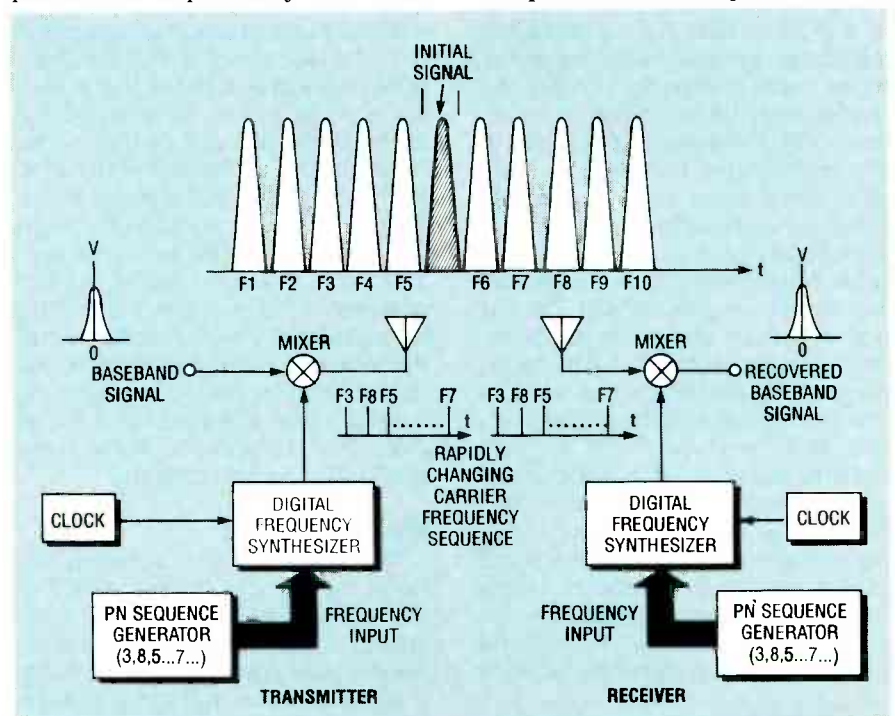 INITIAL
SIGNAL
t
F1 F2 F3 F4 F5 F6 F7 F8 F9 F10
V
0
BASEBAND
SIGNAL
MIXER
F3 F8 F5 ....... F7
t
RAPIDLY
CHANGING
CARRIER
FREQUENCY
SEQUENCE
F3 F8 F5 ....... F7
t
MIXER
V
0
RECOVERED
BASEBAND
SIGNAL
CLOCK
DIGITAL
FREQUENCY
SYNTHESIZER
DIGITAL
FREQUENCY
SYNTHESIZER
CLOCK
PN SEQUENCE
GENERATOR
(3,8,5...7...)
FREQUENCY
INPUT
FREQUENCY
INPUT
PN SEQUENCE
GENERATOR
(3,8,5...7...)
TRANSMITTER
RECEIVER